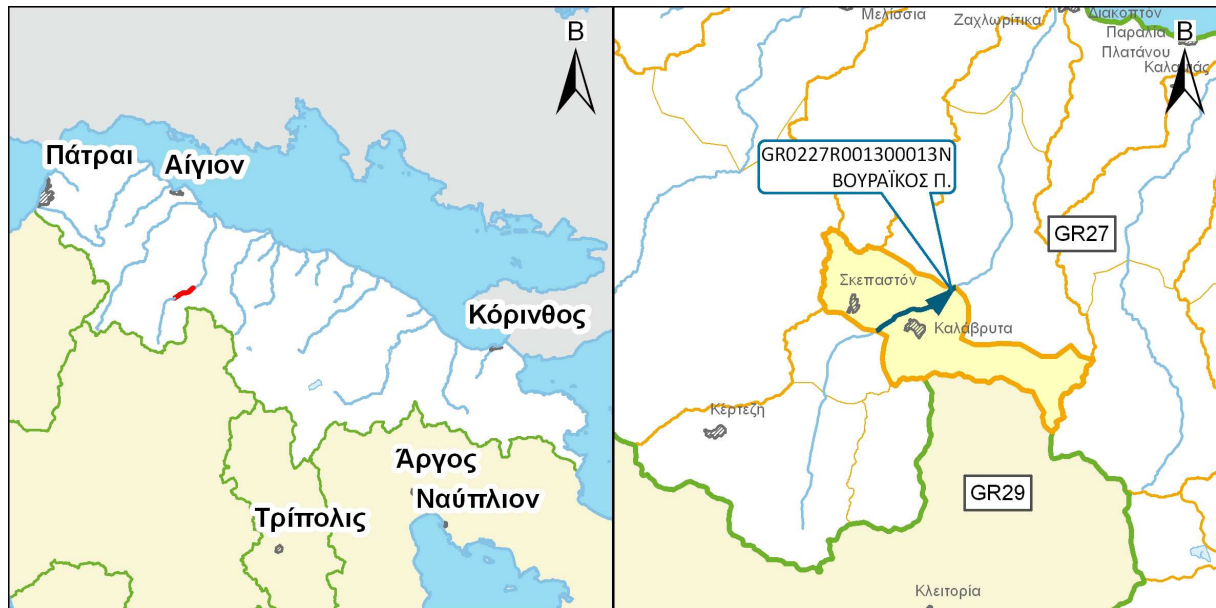 Β
Πάτραι
Αίγιον
Κόρινθος
Άργος
Ναύπλιον
Τρίπολις
Μελίσσια
Ζαχλωρίτικα
Διακοπτόν
Παραλία
Πλατάνου
Β
GR0227R001300013N
ΒΟΥΡΑΪΚΟΣ Π.
GR27
Σκεπαστόν
Καλάβρυτα
Κέρτεζη
GR29
Κλειτορία